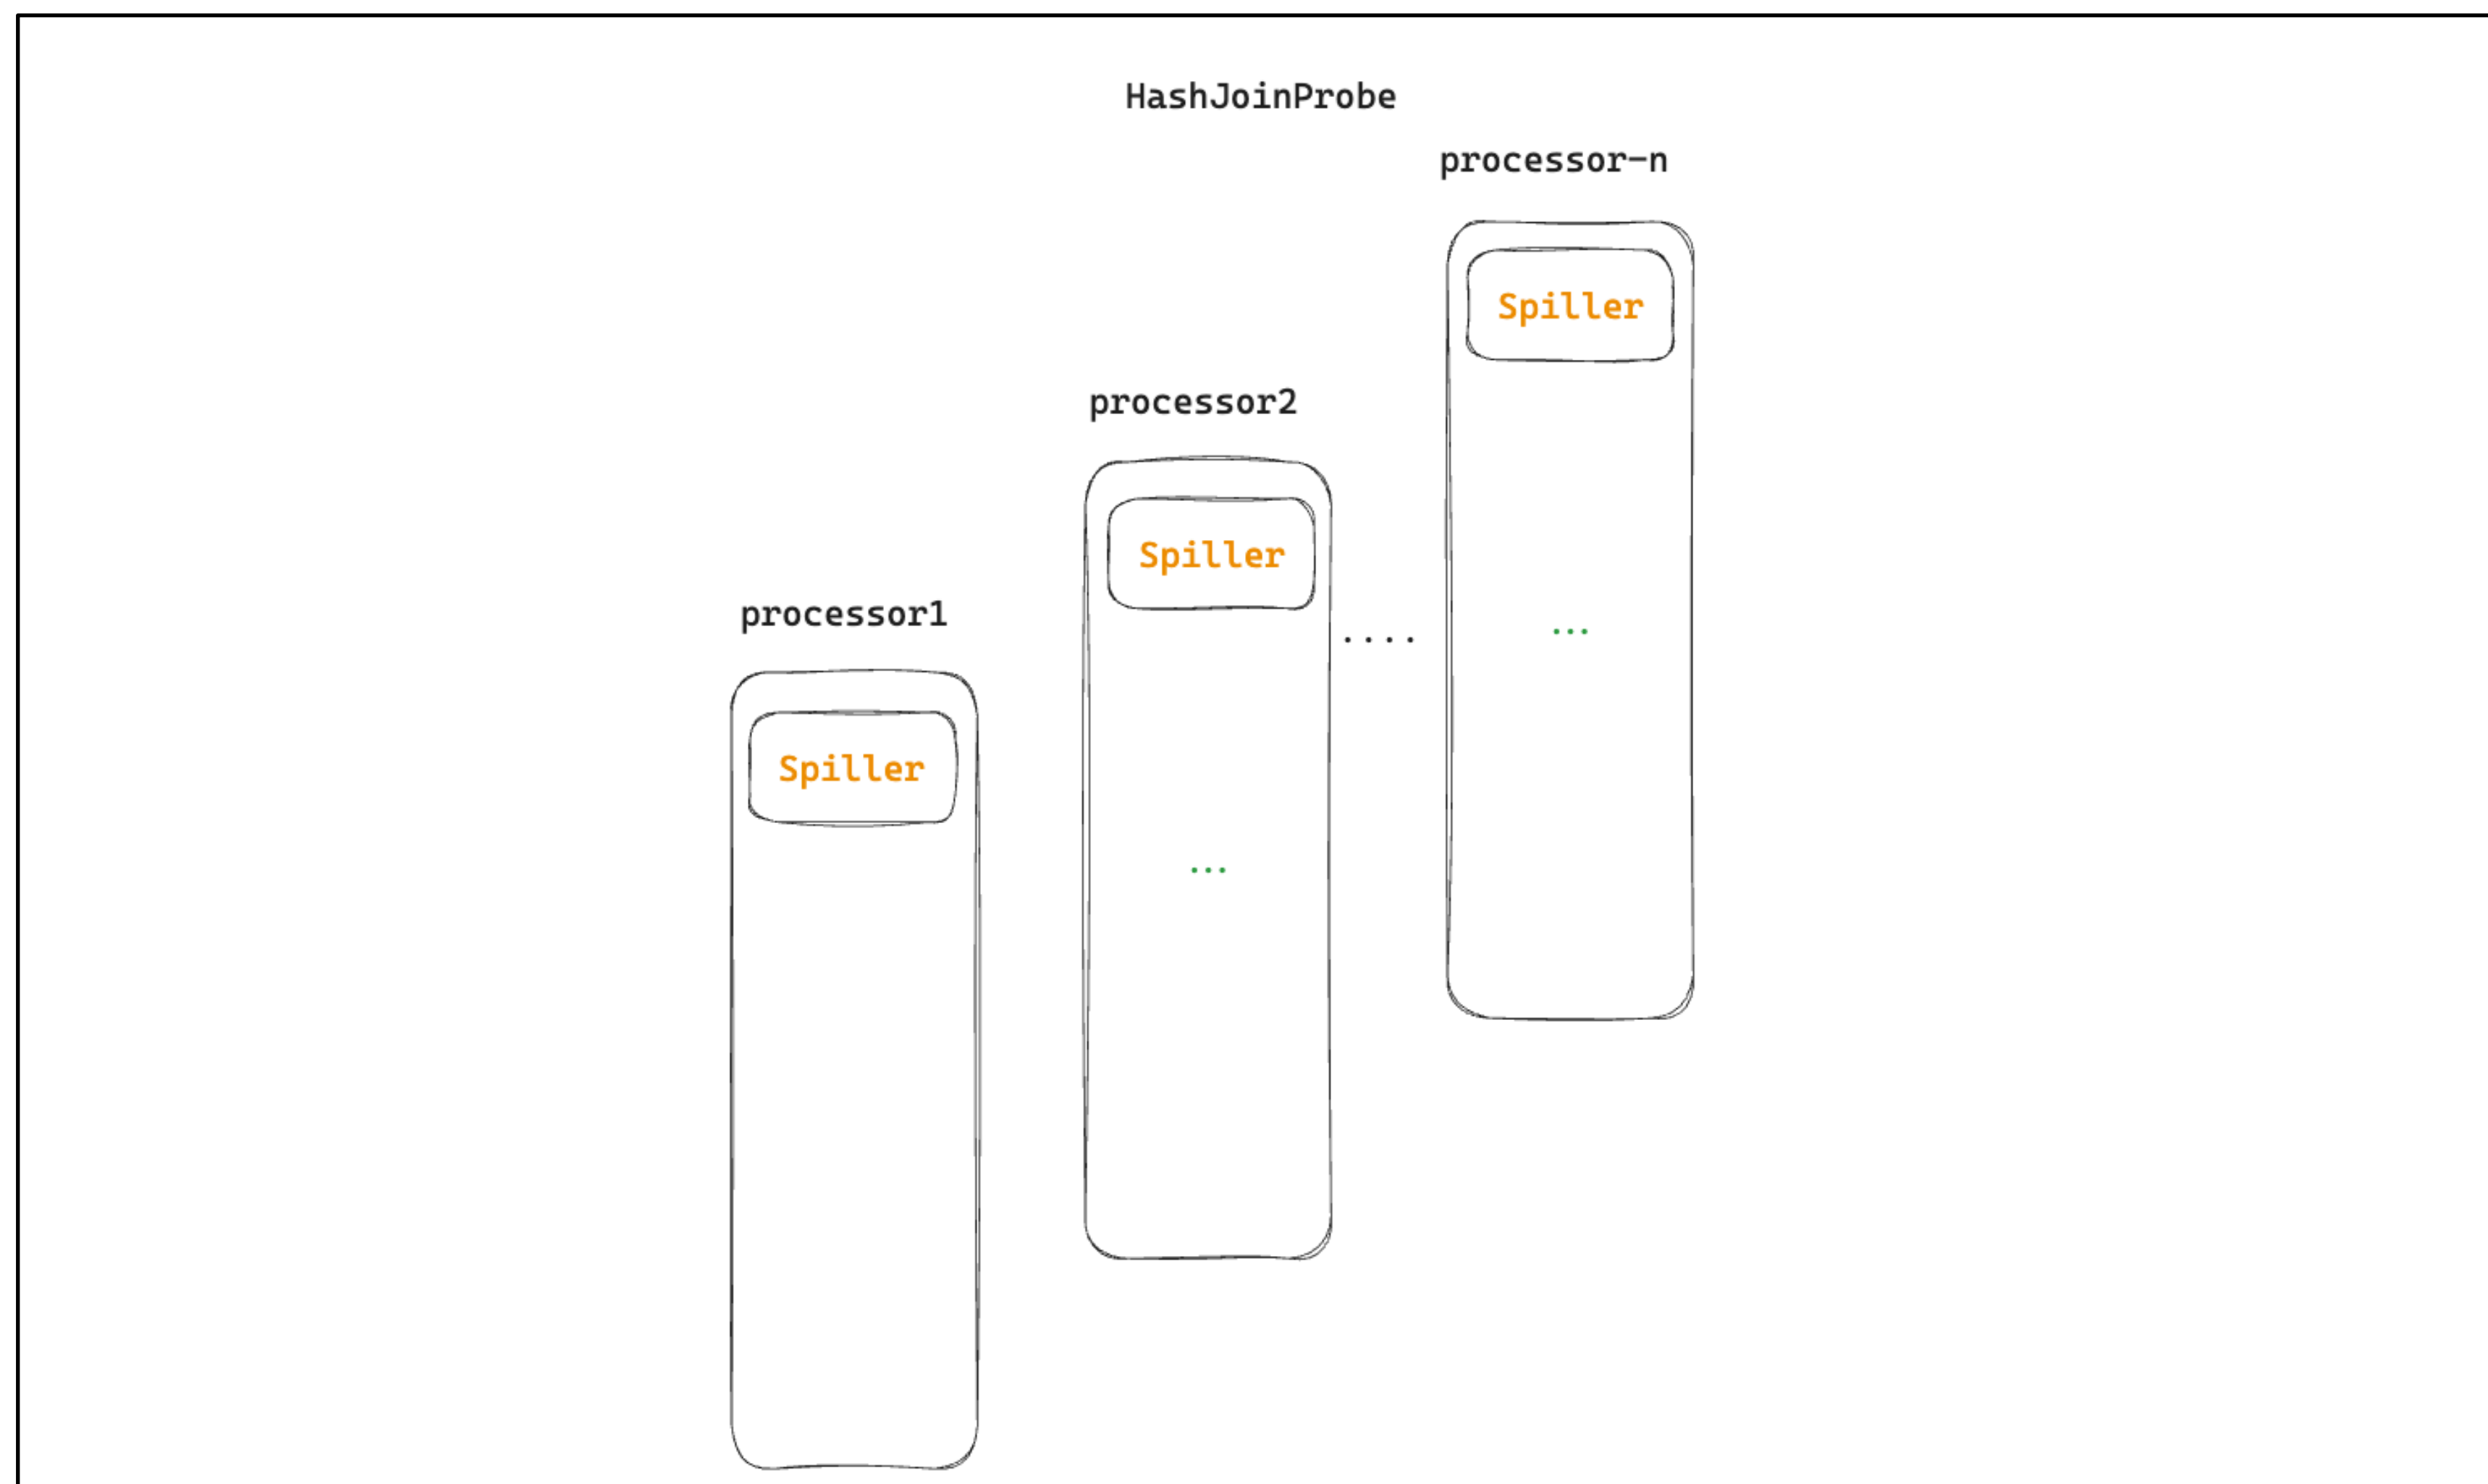 HashJoinProbe
processor-n
Spiller
processor2
Spiller
....
...
processor1
Spiller
...